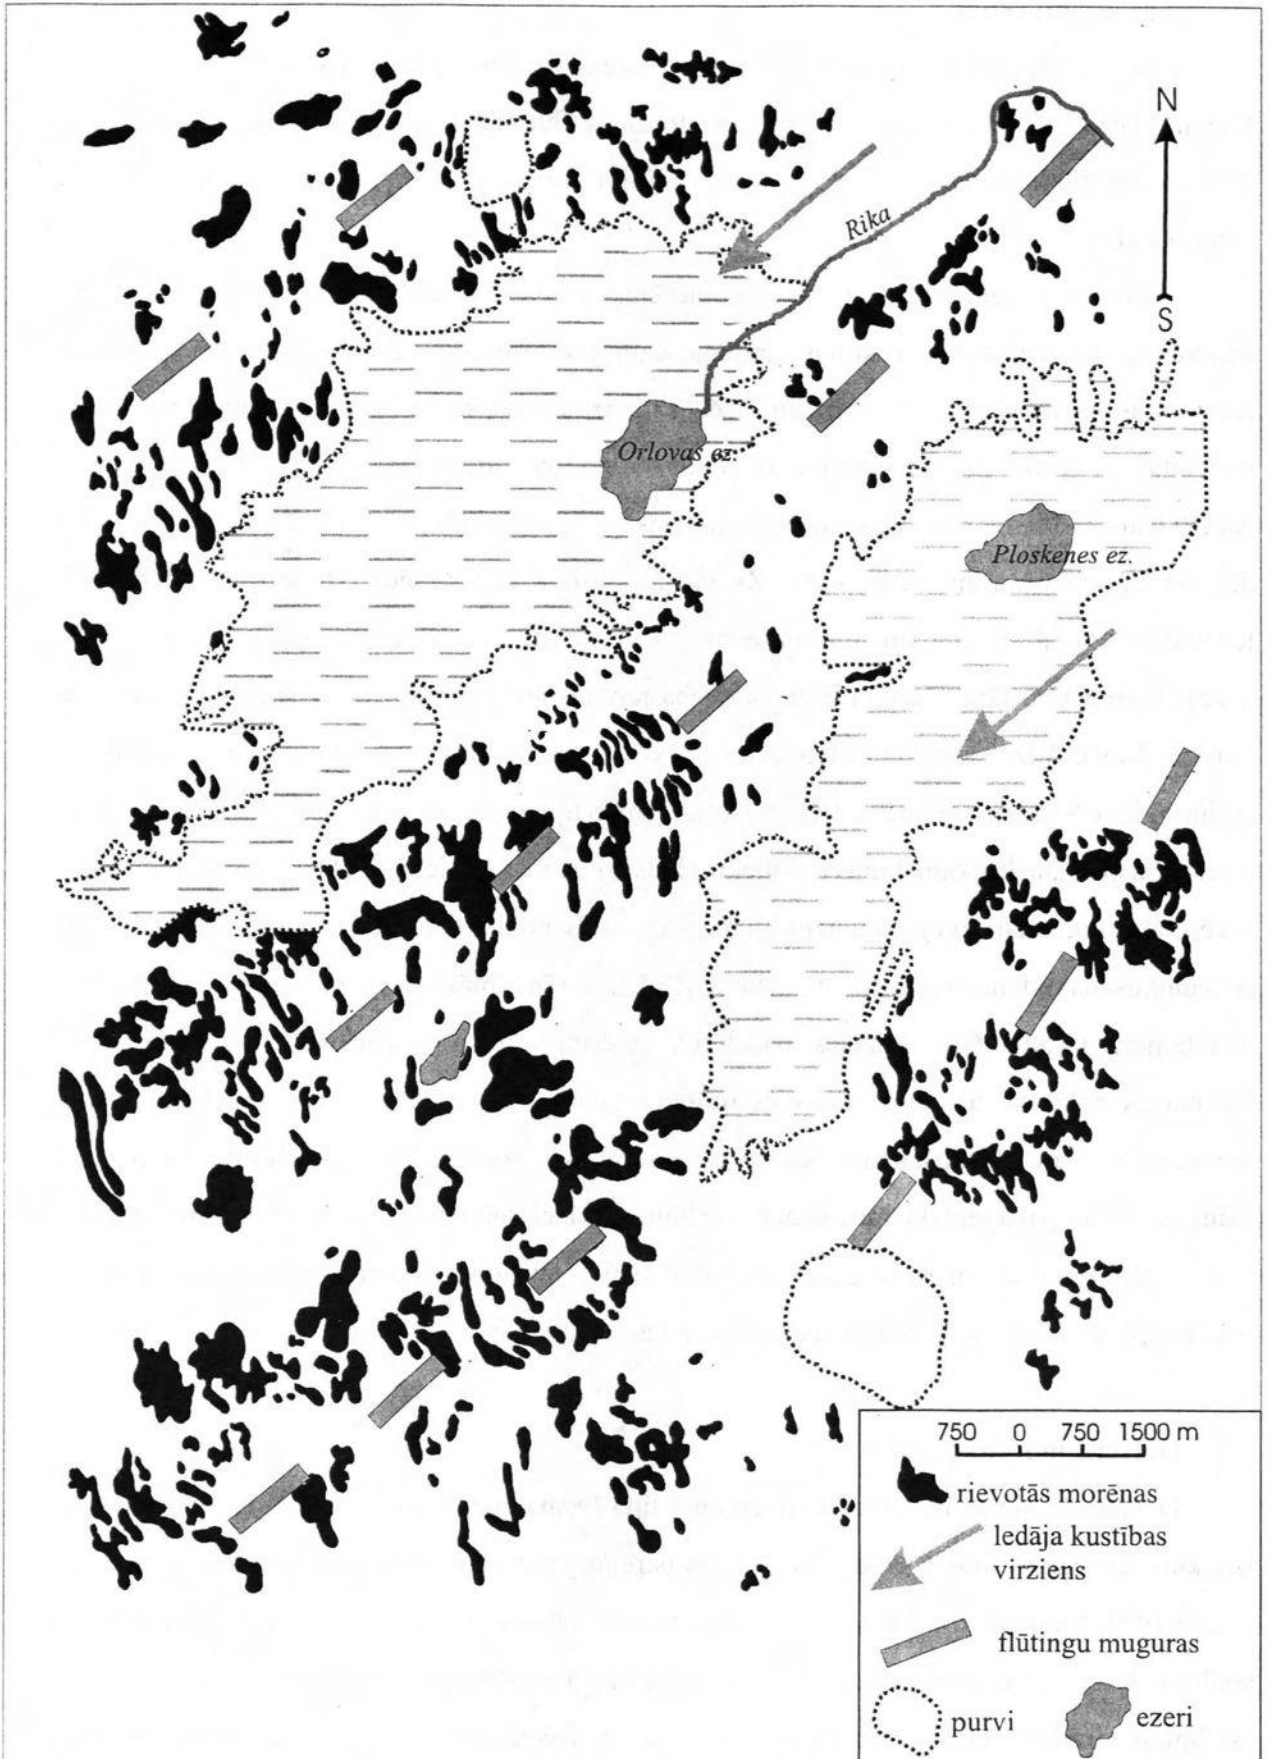 N
Rika
S
Orlovas ez.
Ploskenes ez.
750 0 750 1500 m
rievotās morēnas
ledāja kustības
virziens
flūtingu muguras
purvi
ezeri